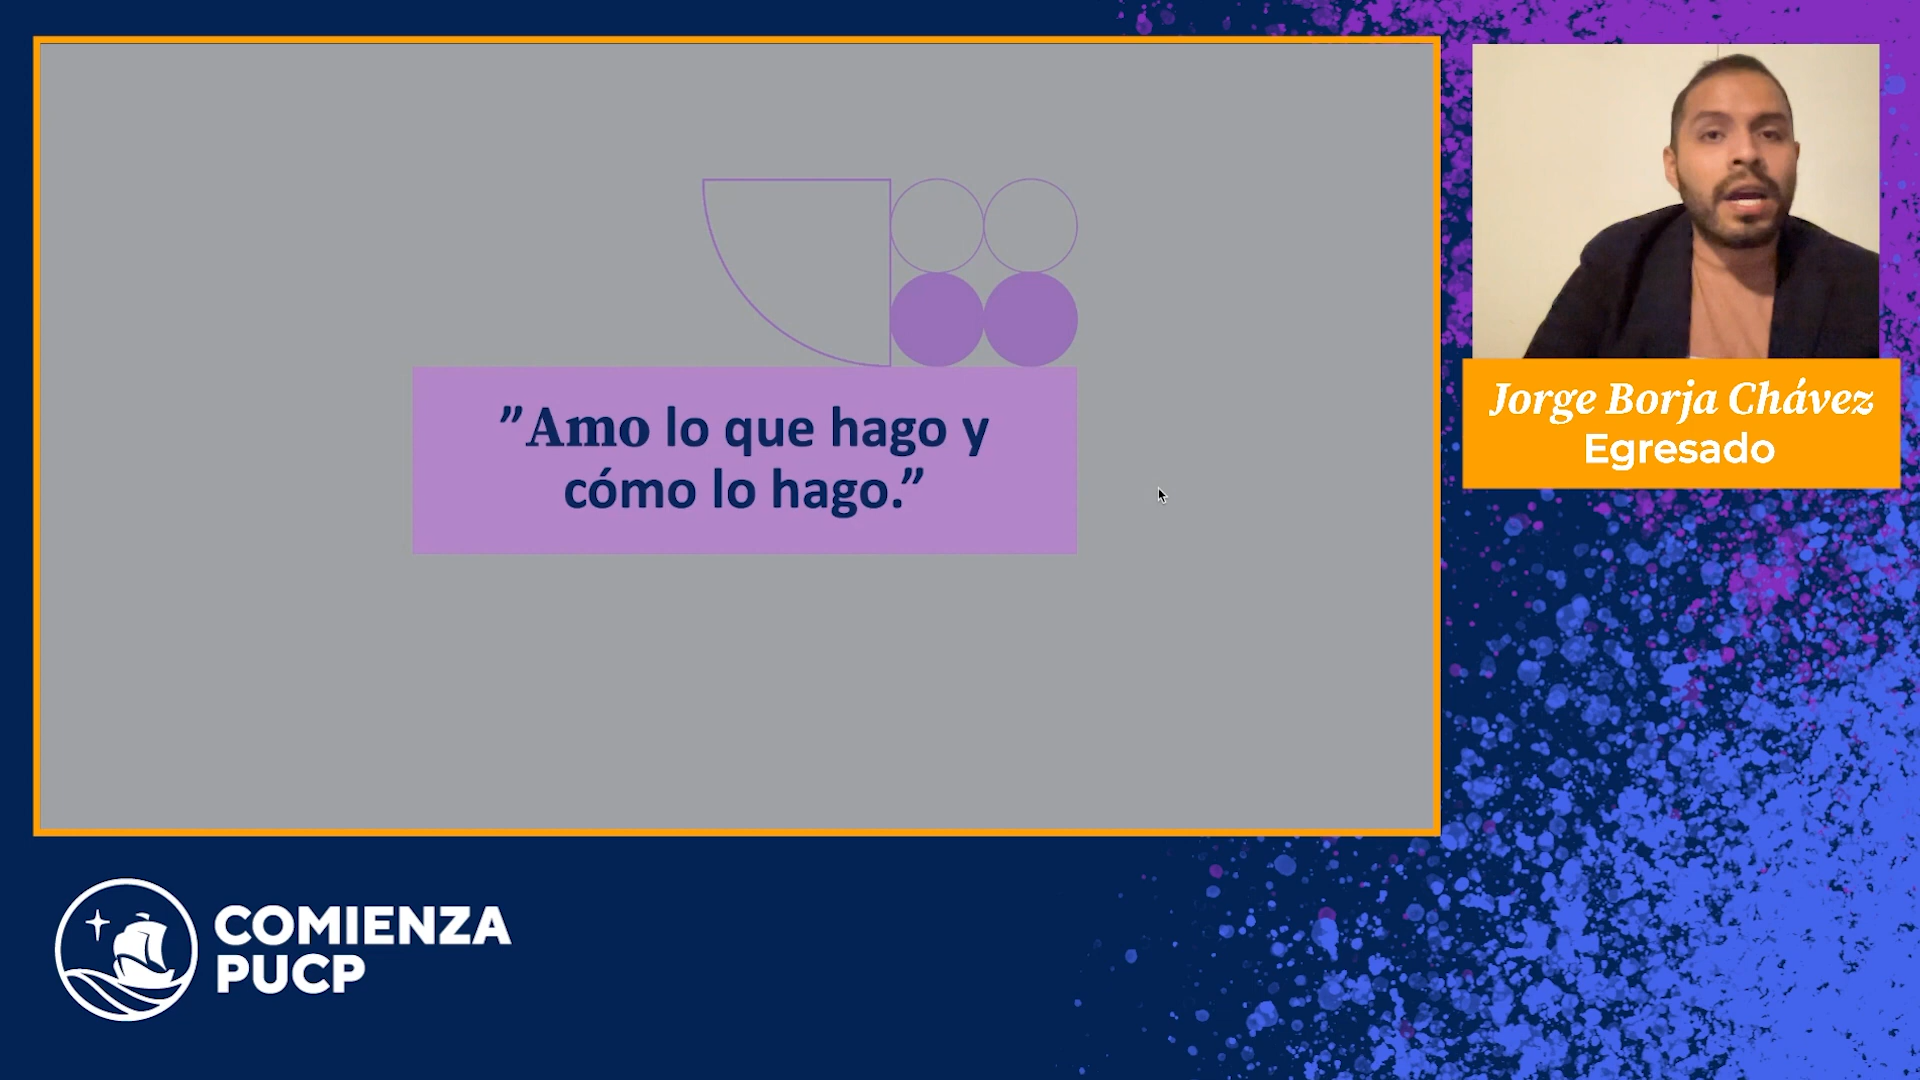 ”Amo lo que hago y
cómo lo hago.”
Jorge Borja Chávez
Egresado
COMIENZA
PUCP